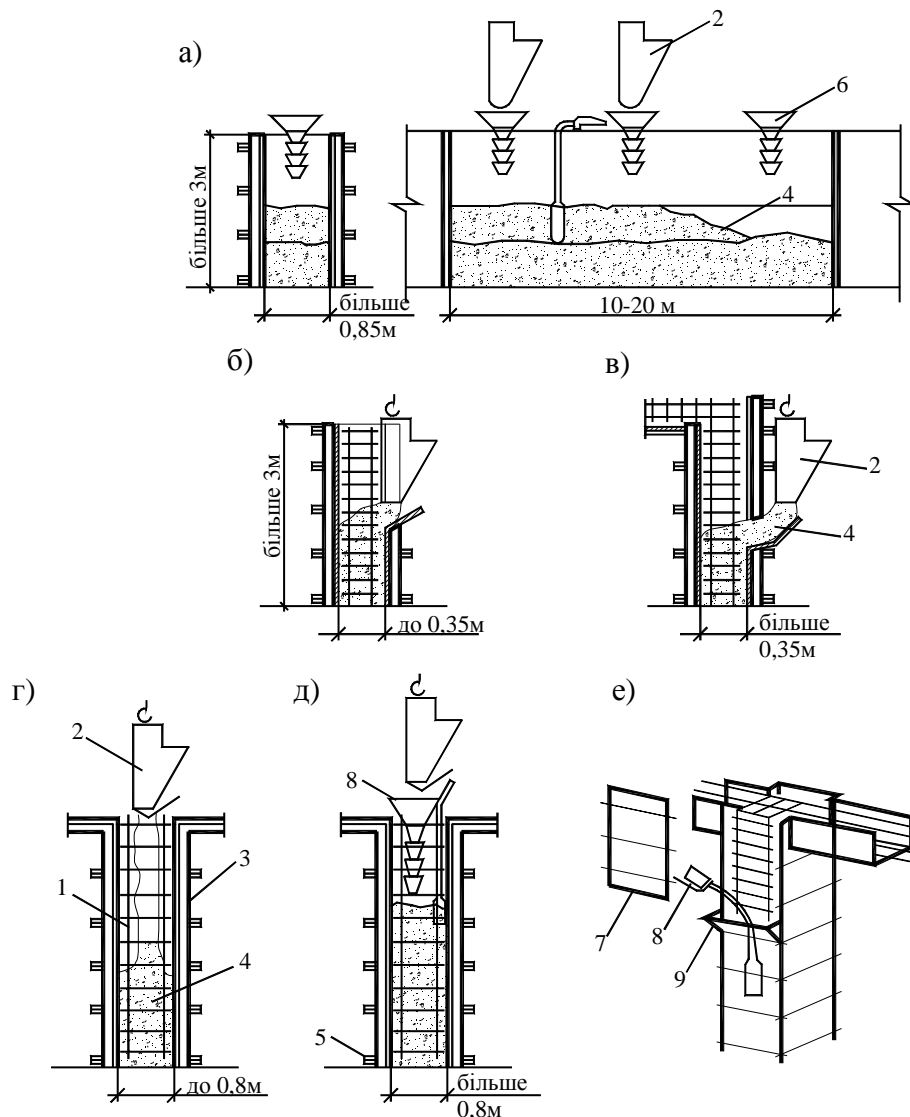 а)
2
6
4
більше 3м
більше
0,85м
10-20 м
б)
більше 3м
до 0,35м
в)
2
4
більше
0,35м
г)
2
3
1
4
до 0,8м
д)
8
5
більше
0,8м
е)
7
8
9